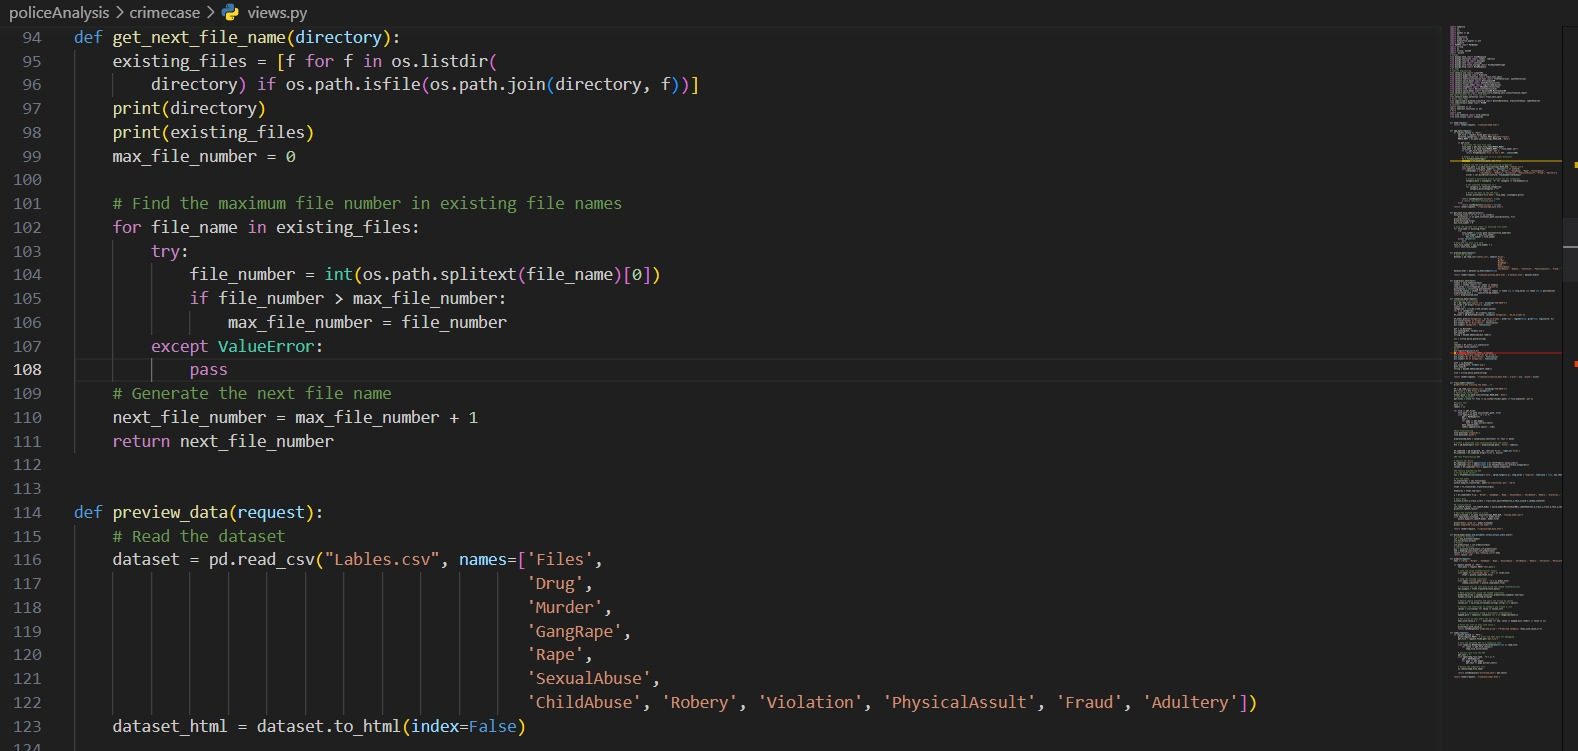 policeAnalysis > crimecase > views.py
94 def get_next_file_name(directory):
95 existing_files = [f for f in os.listdir(
96 directory) if os.path.isfile(os.path.join(directory, f))]
97 print(directory)
98 print(existing_files)
99 max_file_number = 0
100
101 # Find the maximum file number in existing file names
102 for file_name in existing_files:
103 try:
104 file_number = int(os.path.splitext(file_name)[0])
105 if file_number > max_file_number:
106 max_file_number = file_number
107 except ValueError:
108 pass
109 # Generate the next file name
110 next_file_number = max_file_number + 1
111 return next_file_number
112
113
114 def preview_data(request):
115 # Read the dataset
116 dataset = pd.read_csv("Lables.csv", names=['Files',
117 'Drug',
118 'Murder',
119 'GangRape',
120 'Rape',
121 'SexualAbuse',
122 'ChildAbuse', 'Robery', 'Violation', 'PhysicalAssult', 'Fraud', 'Adultery'])
123 dataset_html = dataset.to_html(index=False)
124